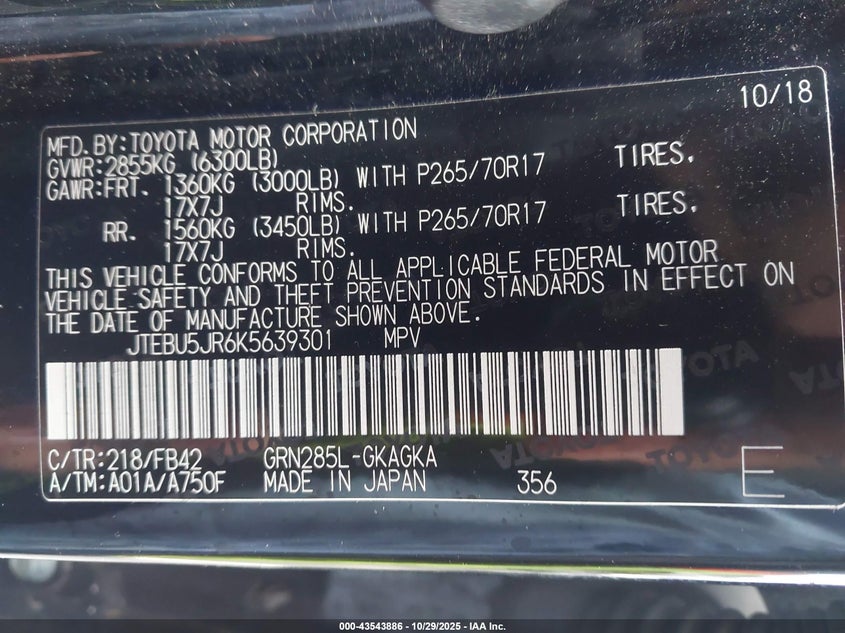 10/18
MFD. BY: TOYOTA MOTOR CORPORATION
GVWR: 2855KG (6300LB)
GAWR: FRT. 1360KG (3000LB) WITH P265/70R17 TIRES.
17X7J RIMS.
RR. 1560KG (3450LB) WITH P265/70R17 TIRES.
17X7J RIMS.
THIS VEHICLE CONFORMS TO ALL APPLICABLE FEDERAL MOTOR
VEHICLE SAFETY AND THEFT PREVENTION STANDARDS IN EFFECT ON
THE DATE OF MANUFACTURE SHOWN ABOVE.
JTEBU5JR6K5639301 MPV
C/TR: 218/FB42 GRN285L-GKAGKA
A/TM: A01A/A750F MADE IN JAPAN 356 E
TOYOTA
000-43543886 - 10/29/2025 - IAA Inc.